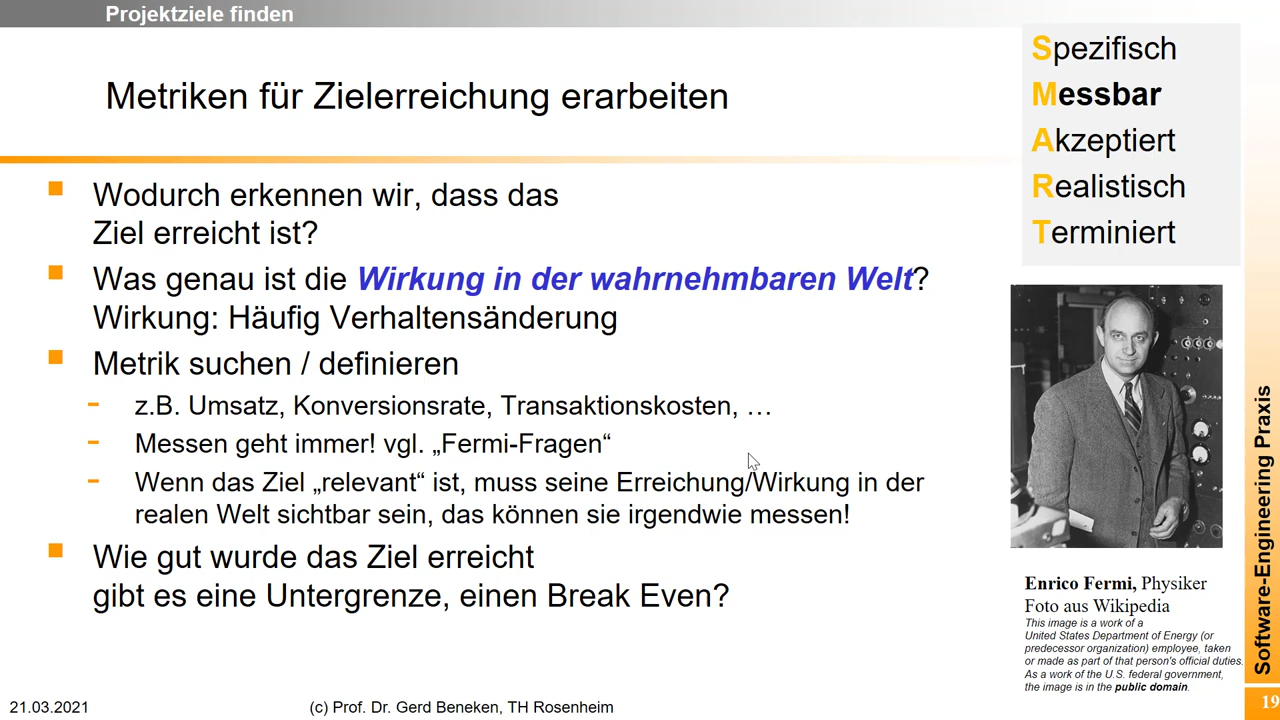 Projektziele finden
Metriken für Zielerreichung erarbeiten
Spezifisch
Messbar
Akzeptiert
Realistisch
Terminiert
Wodurch erkennen wir, dass das
Ziel erreicht ist?
Was genau ist die Wirkung in der wahrnehmbaren Welt?
Wirkung: Häufig Verhaltensänderung
Metrik suchen / definieren
z.B. Umsatz, Konversionsrate, Transaktionskosten, …
Messen geht immer! vgl. „Fermi-Fragen“
Wenn das Ziel „relevant“ ist, muss seine Erreichung/Wirkung in der
realen Welt sichtbar sein, das können sie irgendwie messen!
Wie gut wurde das Ziel erreicht
gibt es eine Untergrenze, einen Break Even?
Enrico Fermi, Physiker
Foto aus Wikipedia
This image is a work of a
United States Department of Energy (or
predecessor organization) employee, taken
or made as part of that person's official duties.
As a work of the U.S. federal government,
the image is in the public domain.
Software-Engineering Praxis
21.03.2021
(c) Prof. Dr. Gerd Beneken, TH Rosenheim
19